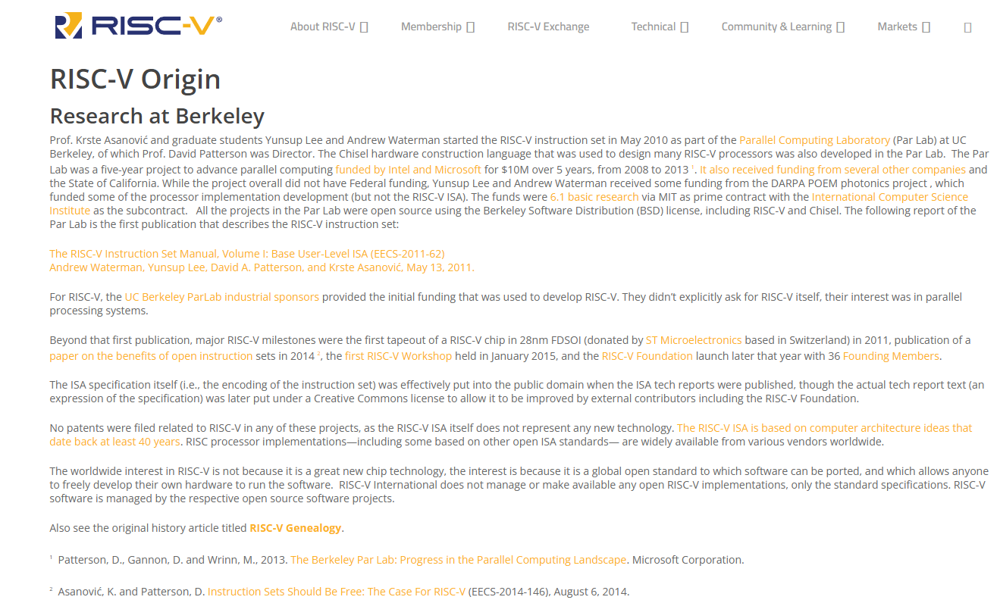 RISC-V®
About RISC-V Membership RISC-V Exchange Technical Community & Learning Markets
RISC-V Origin
Research at Berkeley
Prof. Krste Asanović and graduate students Yunsup Lee and Andrew Waterman started the RISC-V instruction set in May 2010 as part of the Parallel Computing Laboratory (Par Lab) at UC
Berkeley, of which Prof. David Patterson was Director. The Chisel hardware construction language that was used to design many RISC-V processors was also developed in the Par Lab.  The Par
Lab was a five-year project to advance parallel computing funded by Intel and Microsoft for $10M over 5 years, from 2008 to 2013 ¹. It also received funding from several other companies and
the State of California. While the project overall did not have Federal funding, Yunsup Lee and Andrew Waterman received some funding from the DARPA POEM photonics project , which
funded some of the processor implementation development (but not the RISC-V ISA). The funds were 6.1 basic research via MIT as prime contract with the International Computer Science
Institute as the subcontract.   All the projects in the Par Lab were open source using the Berkeley Software Distribution (BSD) license, including RISC-V and Chisel. The following report of the
Par Lab is the first publication that describes the RISC-V instruction set:
The RISC-V Instruction Set Manual, Volume I: Base User-Level ISA (EECS-2011-62)
Andrew Waterman, Yunsup Lee, David A. Patterson, and Krste Asanović, May 13, 2011.
For RISC-V, the UC Berkeley ParLab industrial sponsors provided the initial funding that was used to develop RISC-V. They didn’t explicitly ask for RISC-V itself, their interest was in parallel
processing systems.
Beyond that first publication, major RISC-V milestones were the first tapeout of a RISC-V chip in 28nm FDSOI (donated by ST Microelectronics based in Switzerland) in 2011, publication of a
paper on the benefits of open instruction sets in 2014 ², the first RISC-V Workshop held in January 2015, and the RISC-V Foundation launch later that year with 36 Founding Members.
The ISA specification itself (i.e., the encoding of the instruction set) was effectively put into the public domain when the ISA tech reports were published, though the actual tech report text (an
expression of the specification) was later put under a Creative Commons license to allow it to be improved by external contributors including the RISC-V Foundation.
No patents were filed related to RISC-V in any of these projects, as the RISC-V ISA itself does not represent any new technology. The RISC-V ISA is based on computer architecture ideas that
date back at least 40 years. RISC processor implementations—including some based on other open ISA standards— are widely available from various vendors worldwide.
The worldwide interest in RISC-V is not because it is a great new chip technology, the interest is because it is a global open standard to which software can be ported, and which allows anyone
to freely develop their own hardware to run the software.  RISC-V International does not manage or make available any open RISC-V implementations, only the standard specifications. RISC-V
software is managed by the respective open source software projects.
Also see the original history article titled RISC-V Genealogy.
¹ Patterson, D., Gannon, D. and Wrinn, M., 2013. The Berkeley Par Lab: Progress in the Parallel Computing Landscape. Microsoft Corporation.
² Asanović, K. and Patterson, D. Instruction Sets Should Be Free: The Case For RISC-V (EECS-2014-146), August 6, 2014.